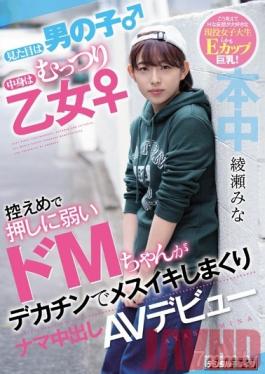 見た目は
男の子♂
中身は
むっつり
乙女♀
現役女子大生
Eカップ
巨乳!
本中
綾瀬みな
控えめで
押しに弱い
ドMちゃんが
デカチンでメスイキしまくり
ナマ中出し
AVデビュー